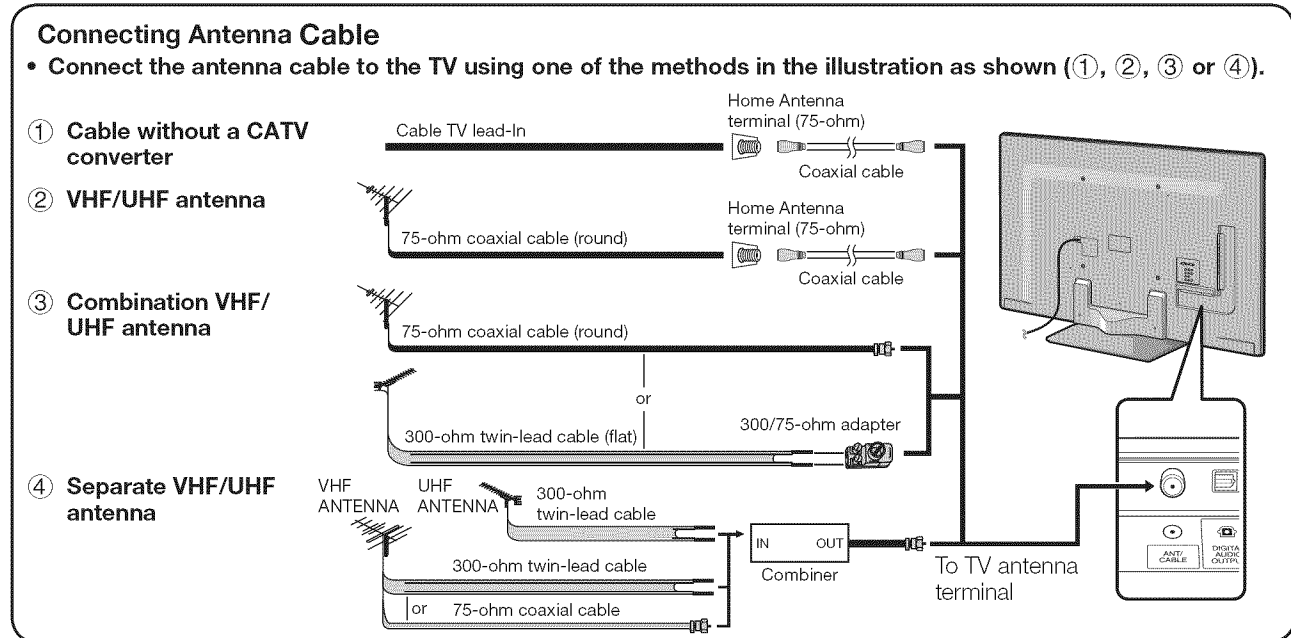 Connecting Antenna Cable
• Connect the antenna cable to the TV using one of the methods in the illustration as shown (①, ②, ③ or ④).
① Cable without a CATV
converter
Cable TV lead-In
Home Antenna
terminal (75-ohm)
Coaxial cable
② VHF/UHF antenna
75-ohm coaxial cable (round)
Home Antenna
terminal (75-ohm)
Coaxial cable
③ Combination VHF/
UHF antenna
75-ohm coaxial cable (round)
or
300-ohm twin-lead cable (flat)
300/75-ohm adapter
④ Separate VHF/UHF
antenna
VHF
ANTENNA
UHF
ANTENNA
300-ohm
twin-lead cable
300-ohm twin-lead cable
or 75-ohm coaxial cable
IN OUT
Combiner
To TV antenna
terminal
ANT/
CABLE
DIGITA
AUDIO
OUTPU